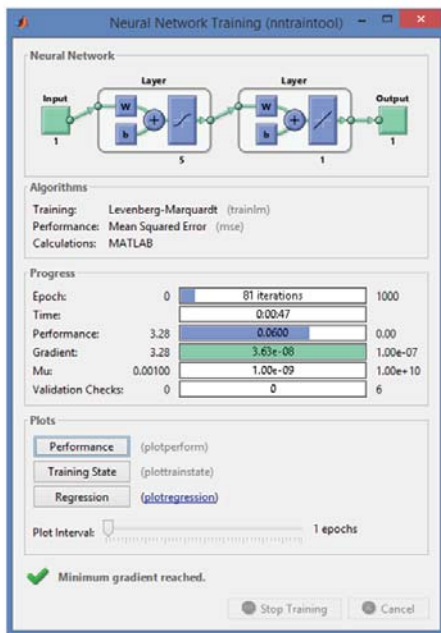 Neural Network Training (nntraintool)
Neural Network
Layer Layer
Input Output
W W
b b
1 5 1 1
Algorithms
Training: Levenberg-Marquardt (trainlm)
Performance: Mean Squared Error (mse)
Calculations: MATLAB
Progress
Epoch: 0 81 iterations 1000
Time: 0:00:47
Performance: 3.28 0.0600 0.00
Gradient: 3.28 3.63e-08 1.00e-07
Mu: 0.00100 1.00e-09 1.00e+10
Validation Checks: 0 0 6
Plots
Performance (plotperform)
Training State (plottrainstate)
Regression (plotregression)
Plot Interval: 1 epochs
Minimum gradient reached.
Stop Training Cancel